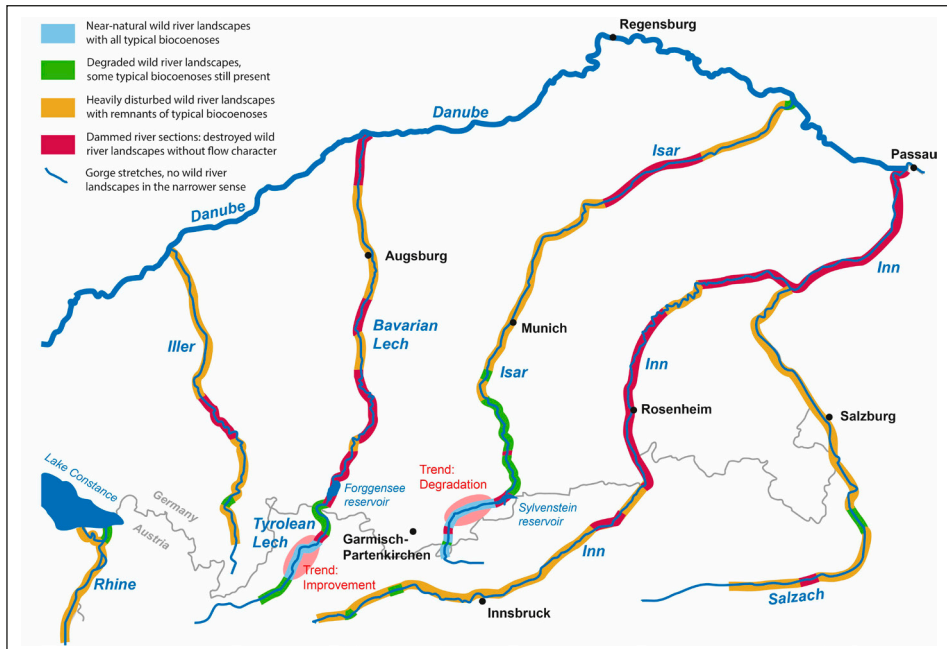 Near-natural wild river landscapes
with all typical biocoenoses
Degraded wild river landscapes,
some typical biocoenoses still present
Heavily disturbed wild river landscapes
with remnants of typical biocoenoses
Dammed river sections: destroyed wild
river landscapes without flow character
Gorge stretches, no wild river
landscapes in the narrower sense
Regensburg
Danube
Isar
Passau
Danube
Augsburg
Inn
Bavarian
Lech
Munich
Iller
Isar
Inn
Rosenheim
Salzburg
Lake Constance
Trend:
Degradation
Forggensee
reservoir
Sylvenstein
reservoir
Germany
Austria
Tyrolean
Lech
Garmisch-
Partenkirchen
Inn
Trend:
Improvement
Rhine
Innsbruck
Salzach